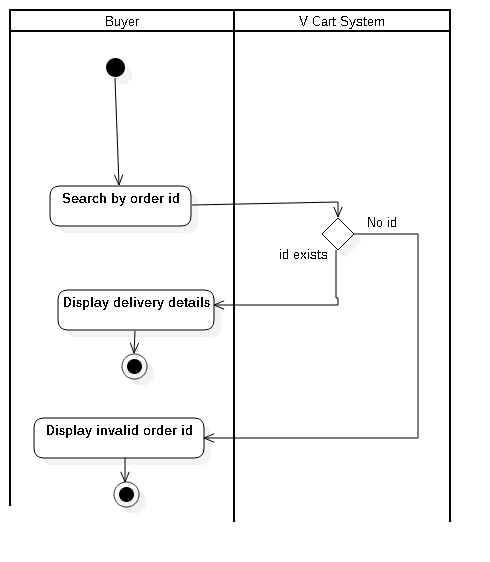 Buyer
V Cart System
Search by order id
No id
id exists
Display delivery details
Display invalid order id